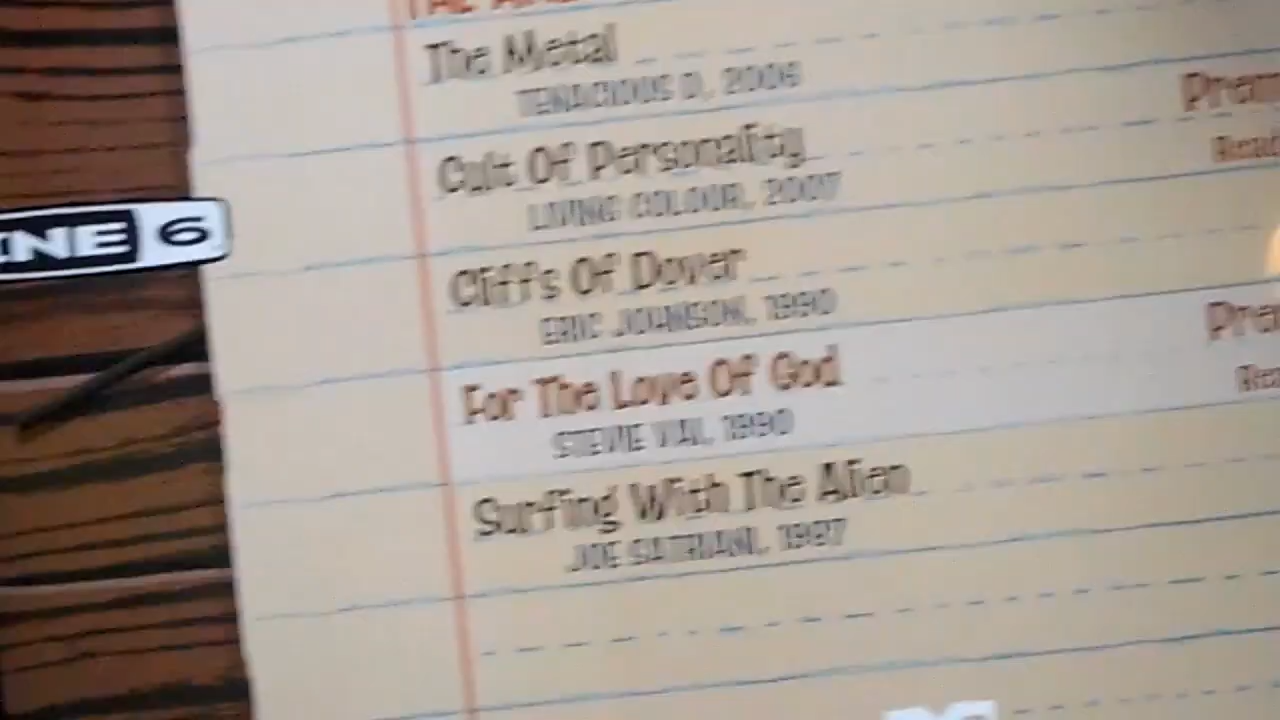 The Metal
TENACIOUS D, 2006
Cult Of Personality
LIVING COLOUR, 2007
Cliffs Of Dover
ERIC JOHNSON, 1990
For The Love Of God
STEVIE VAI, 1990
Surfing With The Alien
JOE SATRIANI, 1987
6